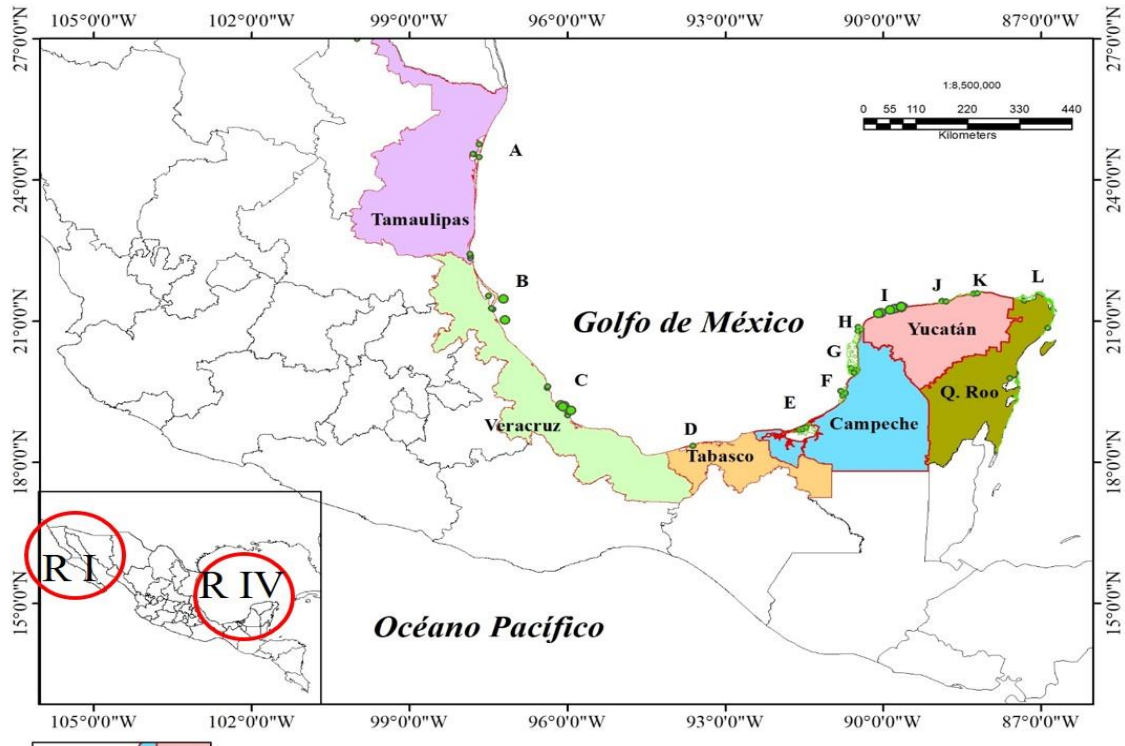 105°0'0"W 102°0'0"W 99°0'0"W 96°0'0"W 93°0'0"W 90°0'0"W 87°0'0"W
27°0'0"N
24°0'0"N
21°0'0"N
18°0'0"N
15°0'0"N
27°0'0"N
24°0'0"N
21°0'0"N
18°0'0"N
15°0'0"N
1:8,500,000
0 55 110 220 330 440
Kilometers
A
Tamaulipas
B
Golfo de México
I J K L
H
Yucatán
G
F
Q. Roo
C
E
Veracruz
D
Campeche
Tabasco
R I
R IV
Océano Pacífico
105°0'0"W 102°0'0"W 99°0'0"W 96°0'0"W 93°0'0"W 90°0'0"W 87°0'0"W